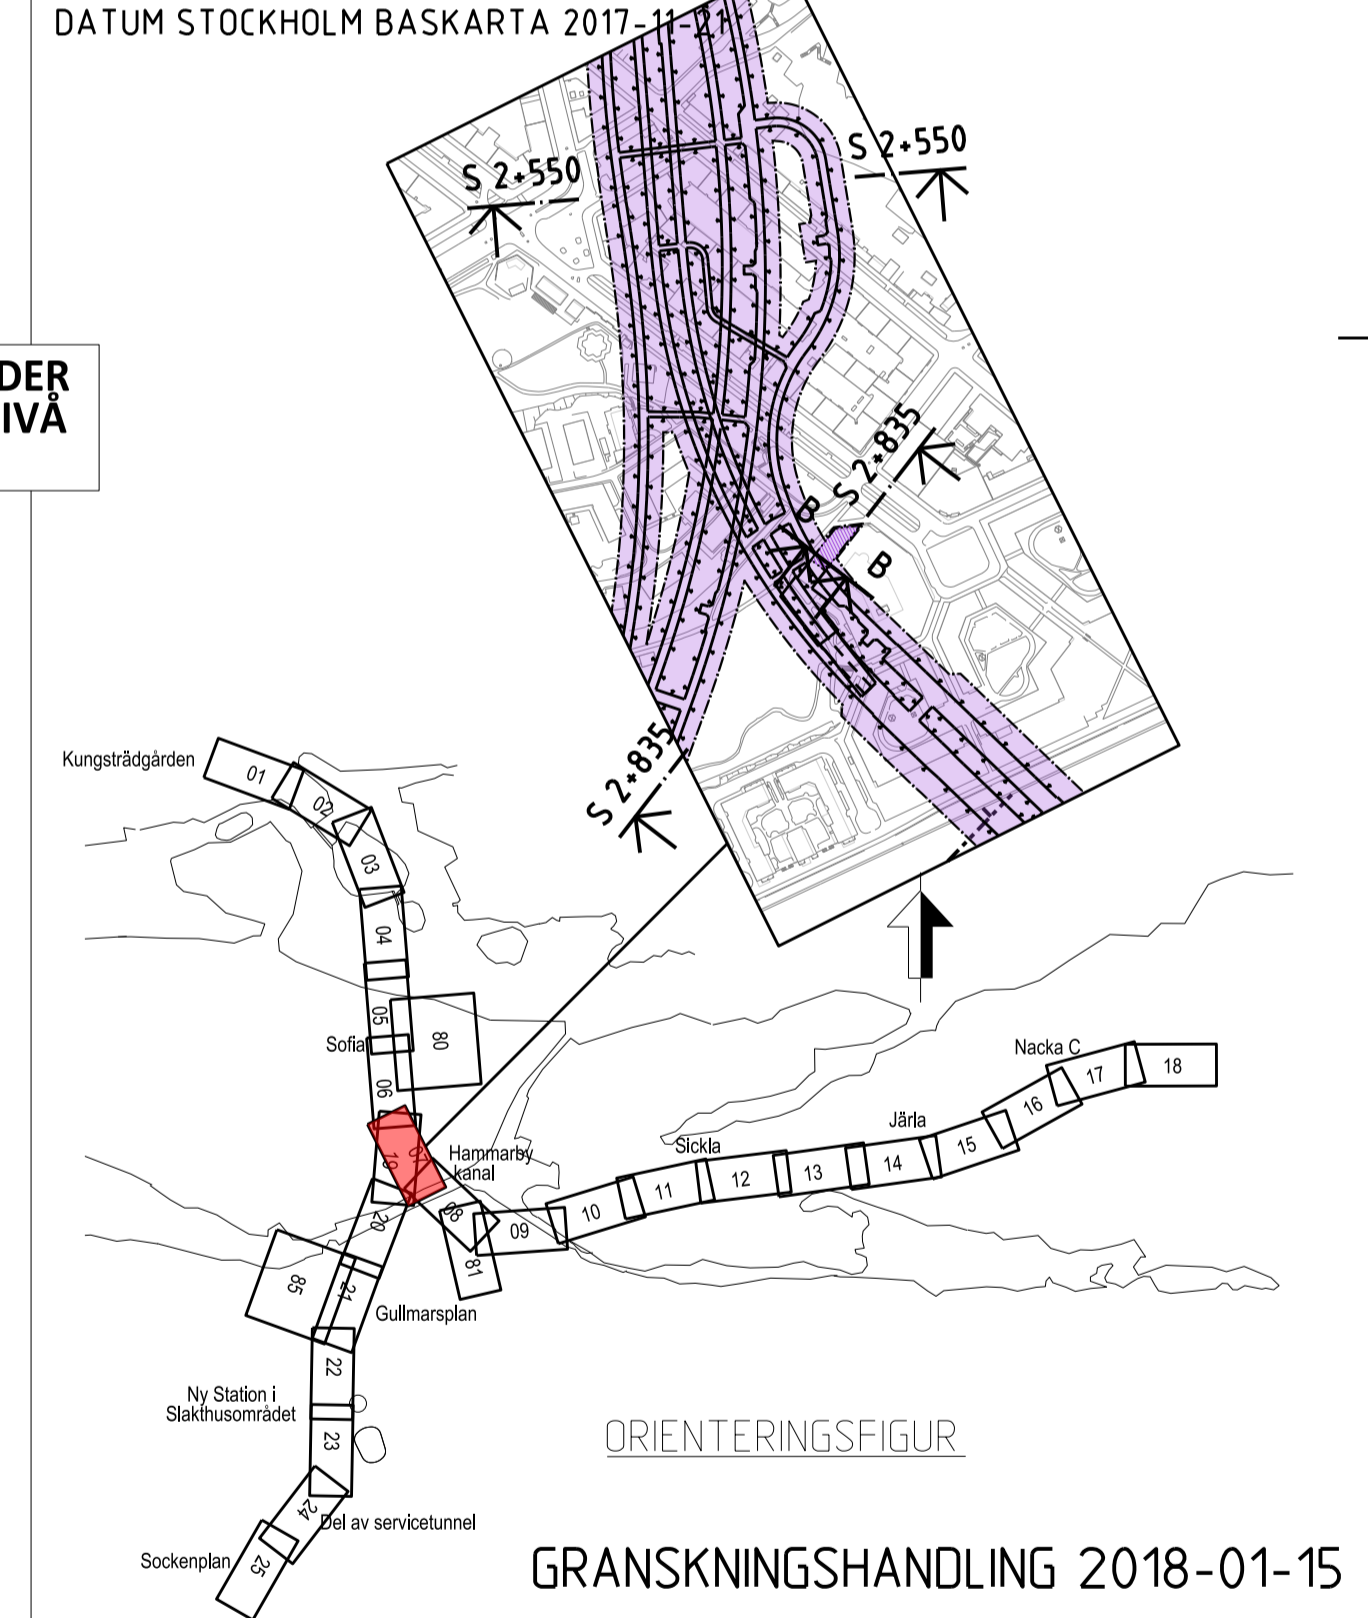 DATUM STOCKHOLM BASKARTA 2017-11-21
S 2+550
S 2+550
DER
IVÅ
S 2+835
B
B
S 2+835
Kungsträdgården
01
02
03
04
05
Sofia
80
06
Nacka C
18
17
16
Järla
15
Sickla
14
13
12
11
10
Hammarby
kanal
07
19
08
09
20
81
85
21
Gullmarsplan
22
Ny Station i
Slakthusområdet
23
ORIENTERINGSFIGUR
24
Del av servicetunnel
Sockenplan
25
GRANSKNINGSHANDLING 2018-01-15